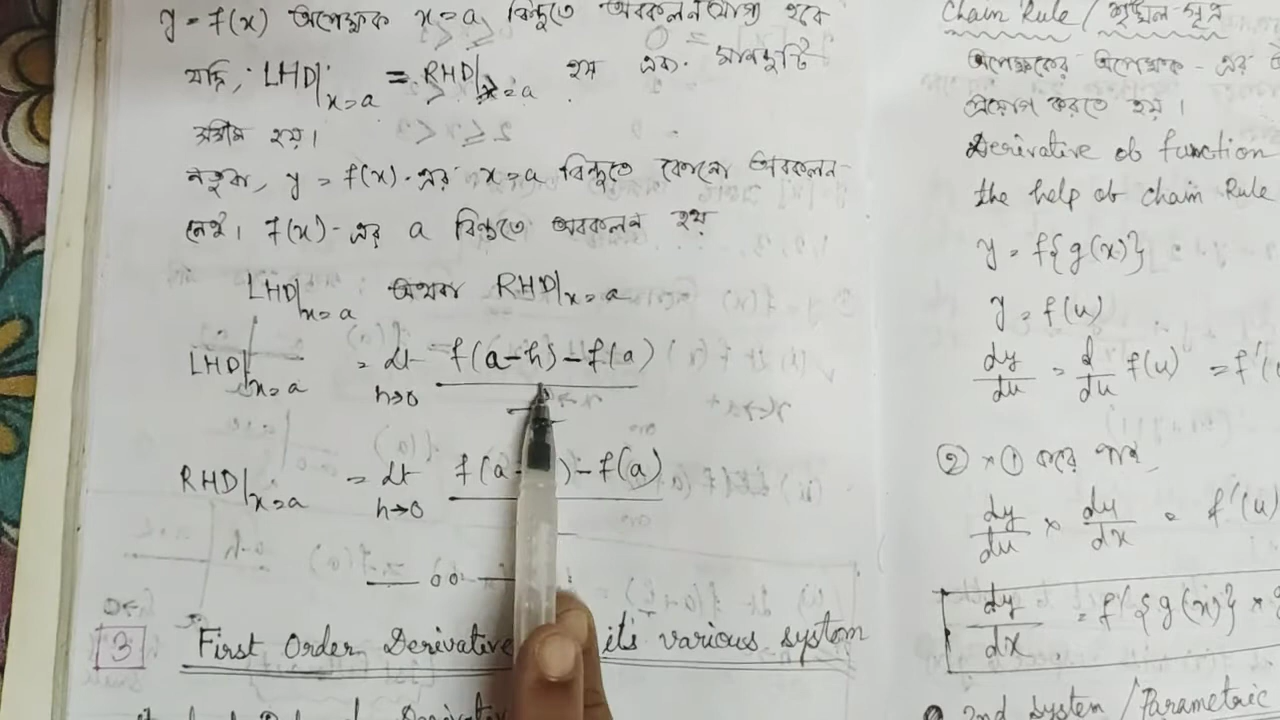 y = f(x) অপেক্ষক x=a বিন্দুতে অবকলনযোগ্য হবে
যদি, LHD|x=a = RHD|x=a হয় এবং মানদুটি
সসীম হয়।
নতুবা, y = f(x)-এর x=a বিন্দুতে কোনো অবকলন
নেই। f(x)-এর a বিন্দুতে অবকলন হয়
LHD|x=a অথবা RHD|x=a
LHD|x=a = lt h→0 f(a-h)-f(a)
RHD|x=a = lt h→0 f(a )-f(a)
3 First Order Derivative its various system
Chain Rule / শৃঙ্খল-সূত্র
অপেক্ষকের অপেক্ষক-এর
প্রয়োগ করতে হয়।
Derivative of function
the help of Chain Rule
y = f{g(x)}
y = f(u)
dy/du = d/du f(u) = f'(
② × ① করে পাই,
dy/du × du/dx = f'(u)
dy/dx = f'{g(x)} ×
2nd System / Parametric